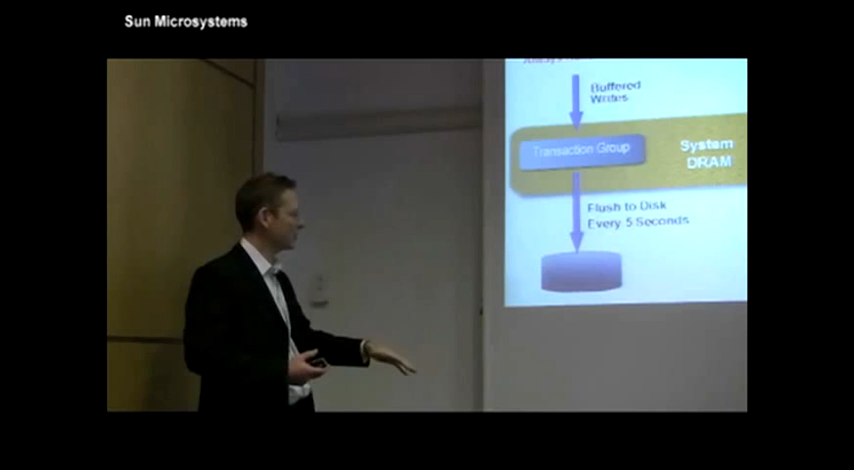 Sun Microsystems
Buffered
Writes
Transaction Group
System
DRAM
Flush to Disk
Every 5 Seconds